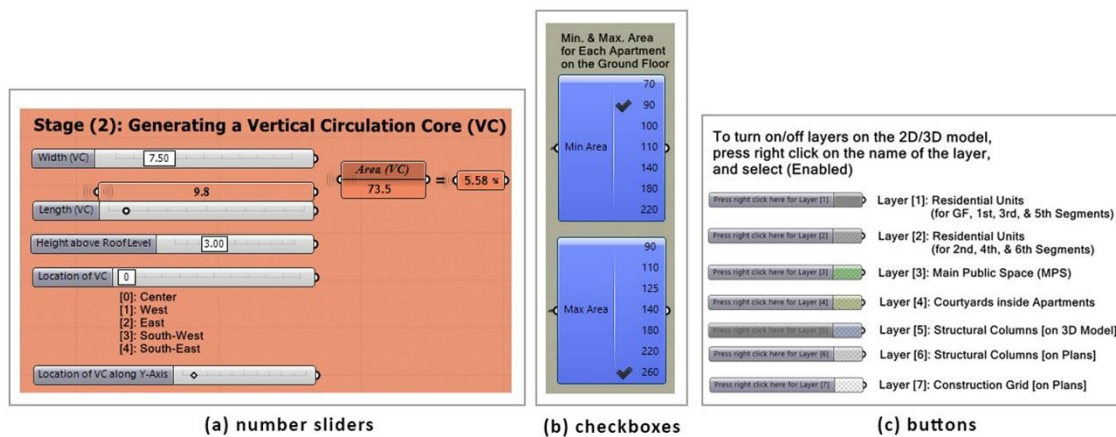 Stage (2): Generating a Vertical Circulation Core (VC)
Width (VC)
7.50
9.8
Length (VC)
Area (VC)
73.5
=
5.58 %
Height above Roof Level
3.00
Location of VC
0
[0]: Center
[1]: West
[2]: East
[3]: South-West
[4]: South-East
Location of VC along Y-Axis
(a) number sliders
Min. & Max. Area
for Each Apartment
on the Ground Floor
Min Area
70
90
100
110
140
180
220
Max Area
90
110
125
140
180
220
260
(b) checkboxes
To turn on/off layers on the 2D/3D model,
press right click on the name of the layer,
and select (Enabled)
Press right click here for Layer [1]
Layer [1]: Residential Units
(for GF, 1st, 3rd, & 5th Segments)
Press right click here for Layer [2]
Layer [2]: Residential Units
(for 2nd, 4th, & 6th Segments)
Press right click here for Layer [3]
Layer [3]: Main Public Space (MPS)
Press right click here for Layer [4]
Layer [4]: Courtyards inside Apartments
Press right click here for Layer [5]
Layer [5]: Structural Columns [on 3D Model]
Press right click here for Layer [6]
Layer [6]: Structural Columns [on Plans]
Press right click here for Layer [7]
Layer [7]: Construction Grid [on Plans]
(c) buttons